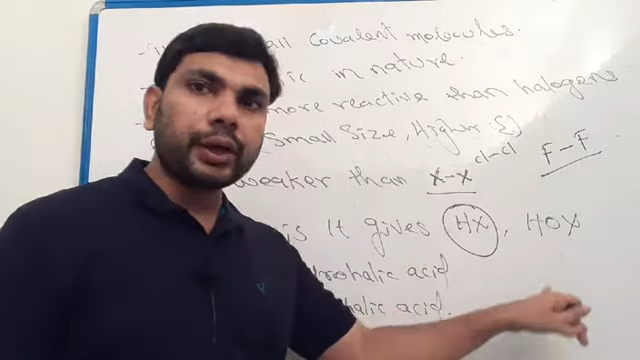 all Covalent molecules.
in nature.
more reactive than halogens
(Small Size, Higher E)
Cl-Cl F-F
weaker than X-X
is It gives HX, HOX
rohalic acid
halic acid.